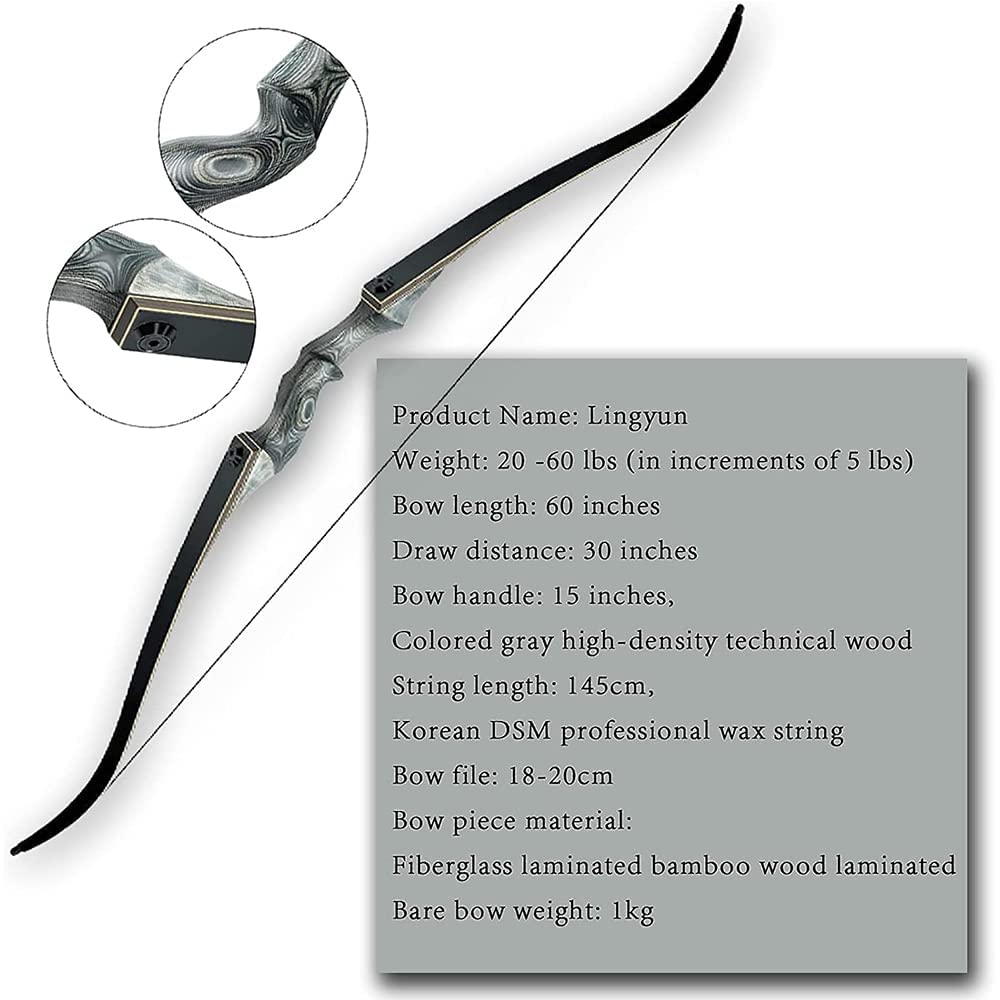 Product Name: Lingyun
Weight: 20 -60 lbs (in increments of 5 lbs)
Bow length: 60 inches
Draw distance: 30 inches
Bow handle: 15 inches,
Colored gray high-density technical wood
String length: 145cm,
Korean DSM professional wax string
Bow file: 18-20cm
Bow piece material:
Fiberglass laminated bamboo wood laminated
Bare bow weight: 1kg